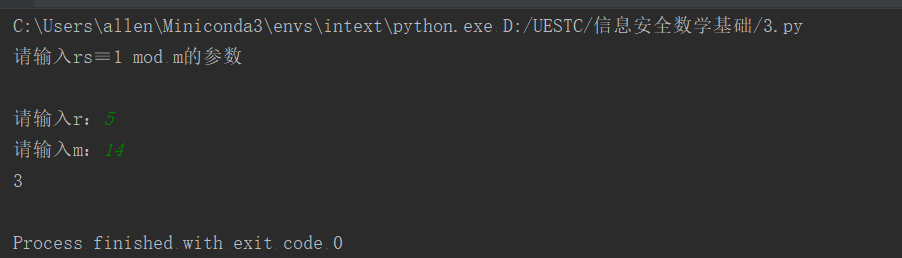 C:\Users\allen\Miniconda3\envs\intext\python.exe D:/UESTC/信息安全数学基础/3.py
请输入rs≡1 mod m的参数
请输入r：5
请输入m：14
3
Process finished with exit code 0